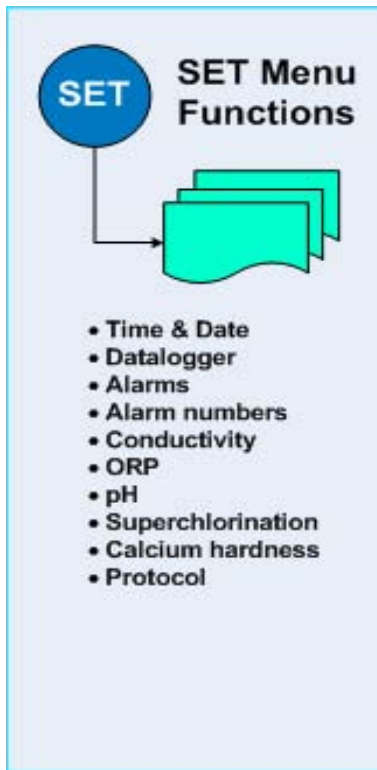 SET
SET Menu
Functions
• Time & Date
• Datalogger
• Alarms
• Alarm numbers
• Conductivity
• ORP
• pH
• Superchlorination
• Calcium hardness
• Protocol